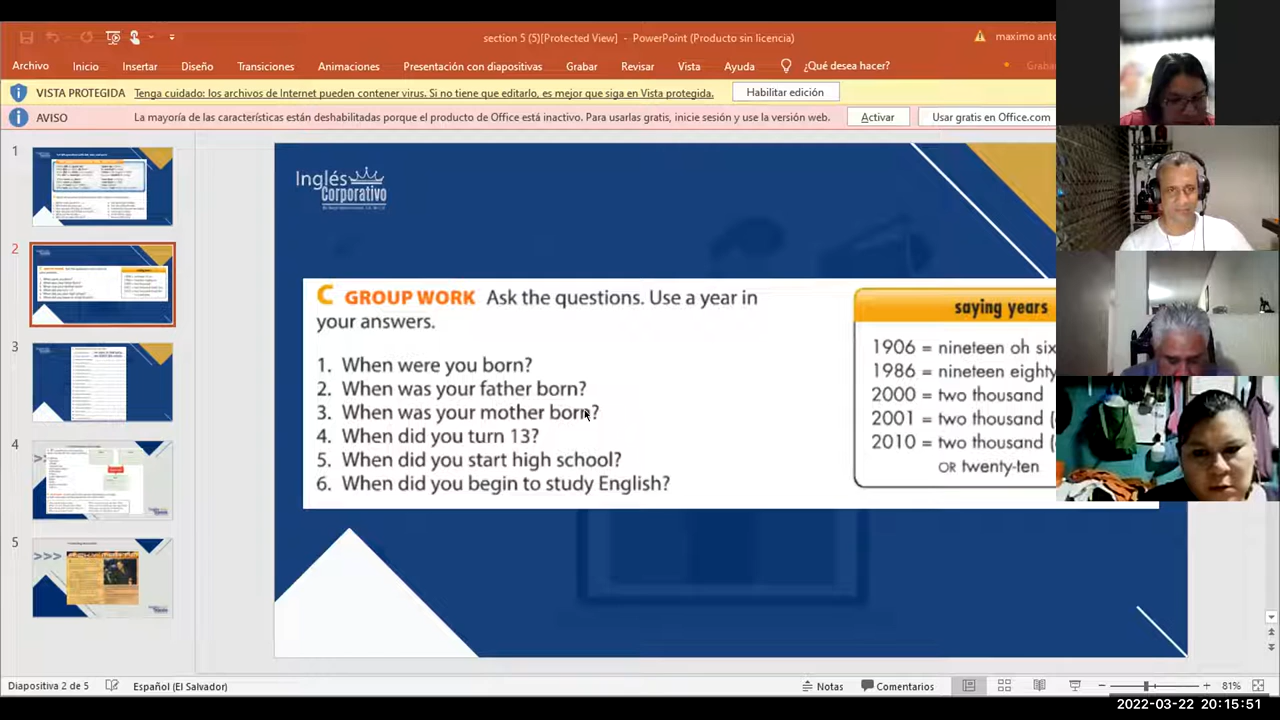 section 5 (5)[Protected View] - PowerPoint (Producto sin licencia)
maximo anto
Archivo Inicio Insertar Diseño Transiciones Animaciones Presentación con diapositivas Grabar Revisar Vista Ayuda ¿Qué desea hacer?
VISTA PROTEGIDA Tenga cuidado: los archivos de Internet pueden contener virus. Si no tiene que editarlo, es mejor que siga en Vista protegida. Habilitar edición
AVISO La mayoría de las características están deshabilitadas porque el producto de Office está inactivo. Para usarlas gratis, inicie sesión y use la versión web. Activar Usar gratis en Office.com
1
2
3
4
5
Inglés
Corporativo
C GROUP WORK Ask the questions. Use a year in
your answers.
1. When were you born?
2. When was your father born?
3. When was your mother born?
4. When did you turn 13?
5. When did you start high school?
6. When did you begin to study English?
saying years
1906 = nineteen oh six
1986 = nineteen eighty
2000 = two thousand
2001 = two thousand (
2010 = two thousand (
OR twenty-ten
Diapositiva 2 de 5 Español (El Salvador) Notas Comentarios 81%
2022-03-22 20:15:51